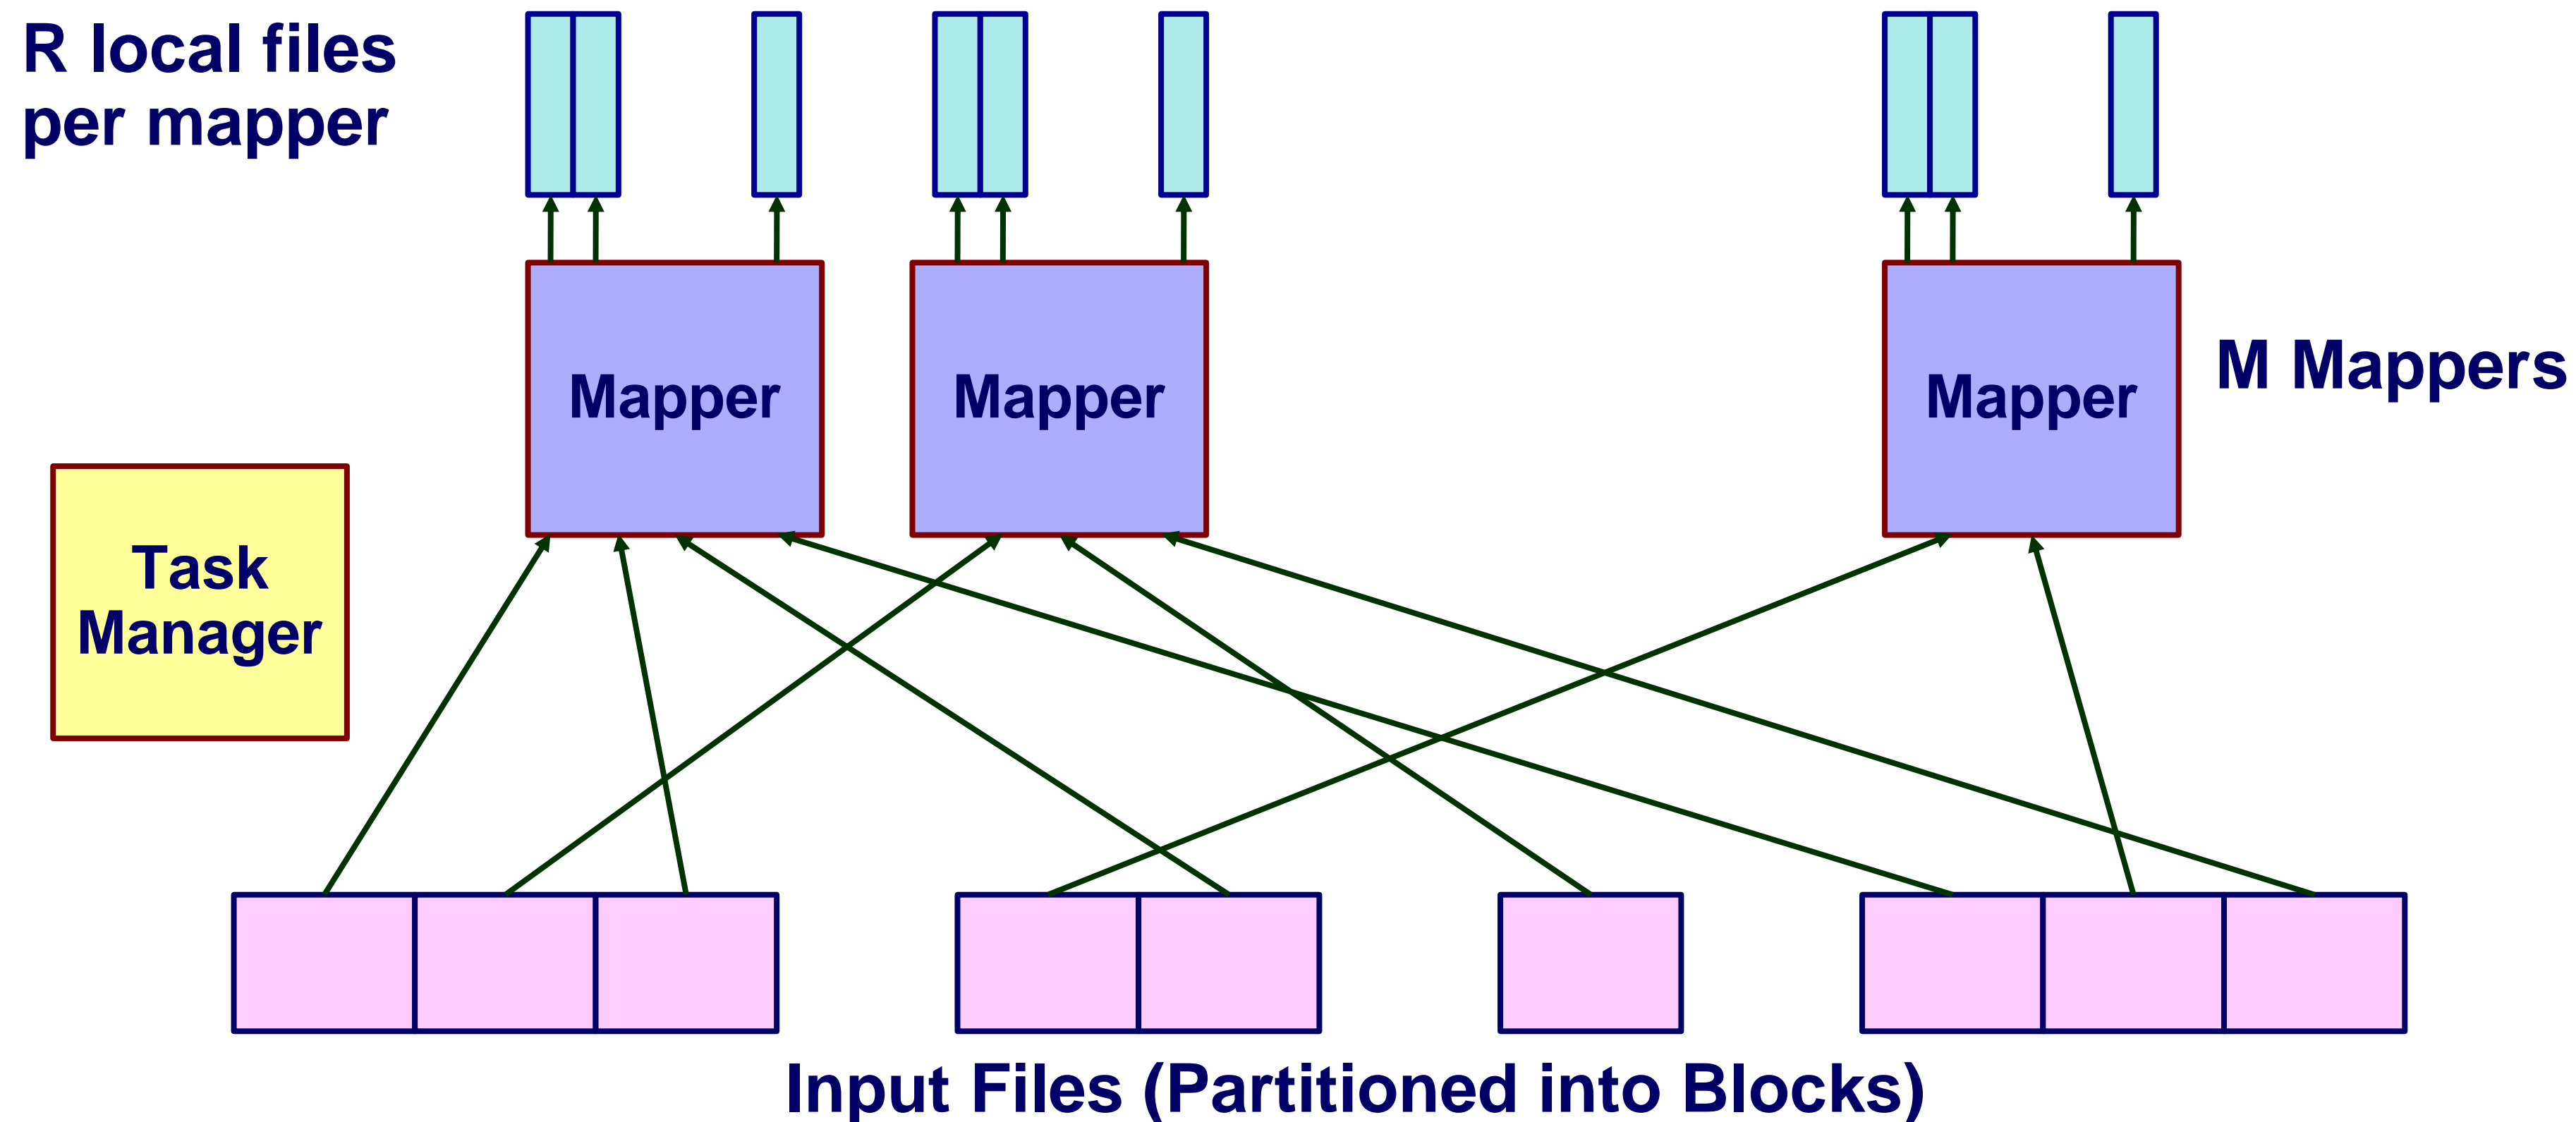 R local files
per mapper
Mapper
Mapper
Mapper
M Mappers
Task
Manager
Input Files (Partitioned into Blocks)